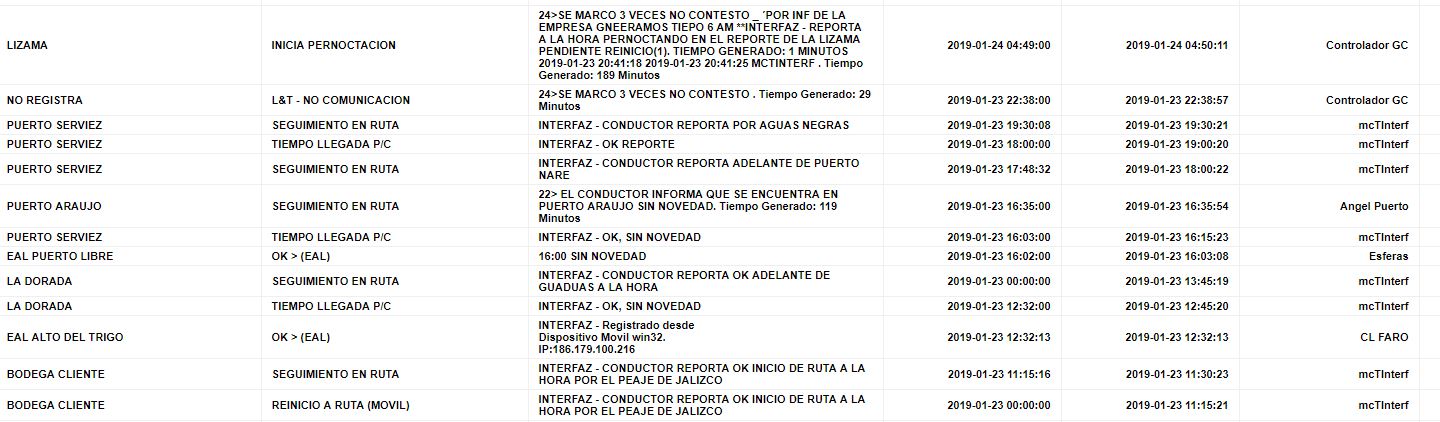 24>SE MARCO 3 VECES NO CONTESTO _ ´POR INF DE LA
EMPRESA GNEERAMOS TIEPO 6 AM **INTERFAZ - REPORTA
LIZAMA INICIA PERNOCTACION A LA HORA PERNOCTANDO EN EL REPORTE DE LA LIZAMA 2019-01-24 04:49:00 2019-01-24 04:50:11 Controlador GC
PENDIENTE REINICIO(1). TIEMPO GENERADO: 1 MINUTOS
2019-01-23 20:41:18 2019-01-23 20:41:25 MCTINTERF . Tiempo
Generado: 189 Minutos
NO REGISTRA L&T - NO COMUNICACION 24>SE MARCO 3 VECES NO CONTESTO . Tiempo Generado: 29 2019-01-23 22:38:00 2019-01-23 22:38:57 Controlador GC
Minutos
PUERTO SERVIEZ SEGUIMIENTO EN RUTA INTERFAZ - CONDUCTOR REPORTA POR AGUAS NEGRAS 2019-01-23 19:30:08 2019-01-23 19:30:21 mcTInterf
PUERTO SERVIEZ TIEMPO LLEGADA P/C INTERFAZ - OK REPORTE 2019-01-23 18:00:00 2019-01-23 19:00:20 mcTInterf
PUERTO SERVIEZ SEGUIMIENTO EN RUTA INTERFAZ - CONDUCTOR REPORTA ADELANTE DE PUERTO 2019-01-23 17:48:32 2019-01-23 18:00:22 mcTInterf
NARE
22> EL CONDUCTOR INFORMA QUE SE ENCUENTRA EN
PUERTO ARAUJO SEGUIMIENTO EN RUTA PUERTO ARAUJO SIN NOVEDAD. Tiempo Generado: 119 2019-01-23 16:35:00 2019-01-23 16:35:54 Angel Puerto
Minutos
PUERTO SERVIEZ TIEMPO LLEGADA P/C INTERFAZ - OK, SIN NOVEDAD 2019-01-23 16:03:00 2019-01-23 16:15:23 mcTInterf
EAL PUERTO LIBRE OK > (EAL) 16:00 SIN NOVEDAD 2019-01-23 16:02:00 2019-01-23 16:03:08 Esferas
LA DORADA SEGUIMIENTO EN RUTA INTERFAZ - CONDUCTOR REPORTA OK ADELANTE DE 2019-01-23 00:00:00 2019-01-23 13:45:19 mcTInterf
GUADUAS A LA HORA
LA DORADA TIEMPO LLEGADA P/C INTERFAZ - OK, SIN NOVEDAD 2019-01-23 12:32:00 2019-01-23 12:45:20 mcTInterf
INTERFAZ - Registrado desde
EAL ALTO DEL TRIGO OK > (EAL) Dispositivo Movil win32. 2019-01-23 12:32:13 2019-01-23 12:32:13 CL FARO
IP:186.179.100.216
BODEGA CLIENTE SEGUIMIENTO EN RUTA INTERFAZ - CONDUCTOR REPORTA OK INICIO DE RUTA A LA 2019-01-23 11:15:16 2019-01-23 11:30:23 mcTInterf
HORA POR EL PEAJE DE JALIZCO
BODEGA CLIENTE REINICIO A RUTA (MOVIL) INTERFAZ - CONDUCTOR REPORTA OK INICIO DE RUTA A LA 2019-01-23 00:00:00 2019-01-23 11:15:21 mcTInterf
HORA POR EL PEAJE DE JALIZCO